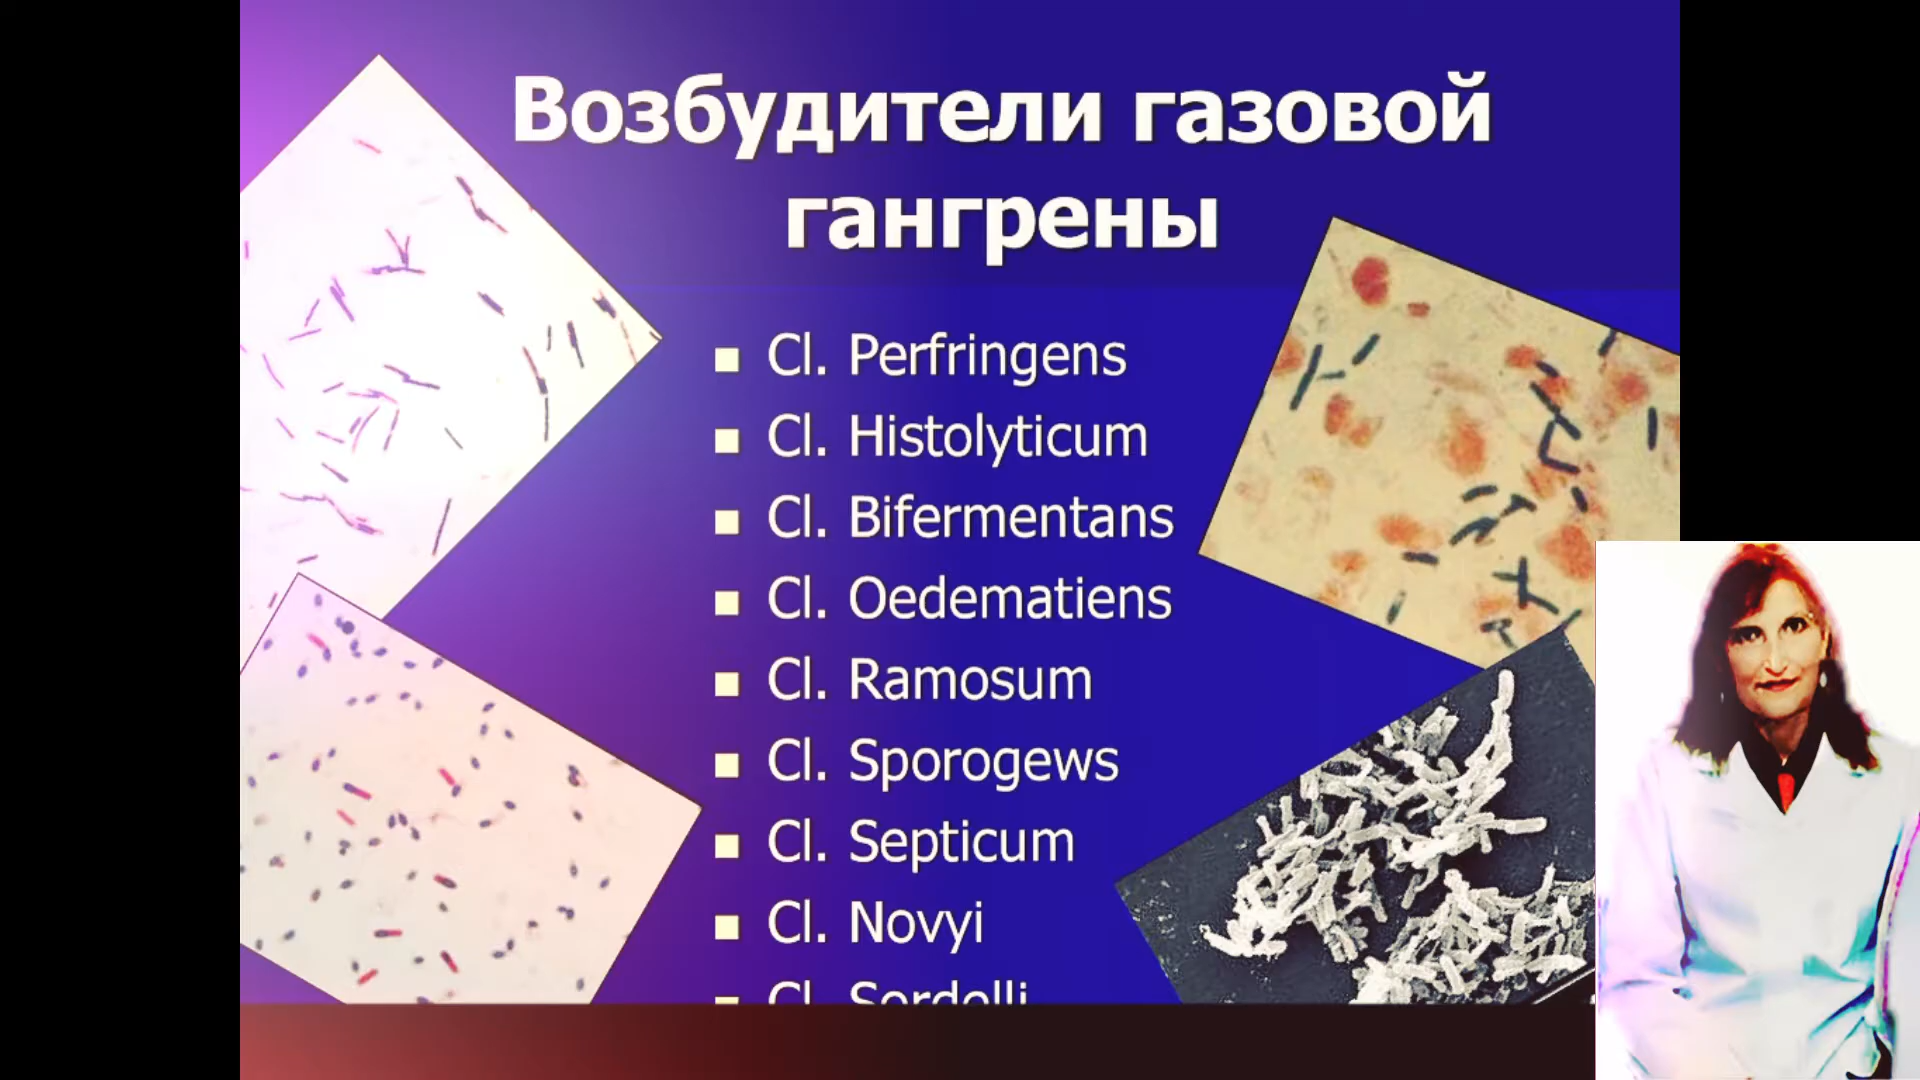 Возбудители газовой
гангрены
Cl. Perfringens
Cl. Histolyticum
Cl. Bifermentans
Cl. Oedematiens
Cl. Ramosum
Cl. Sporogews
Cl. Septicum
Cl. Novyi
Cl. Sordelli